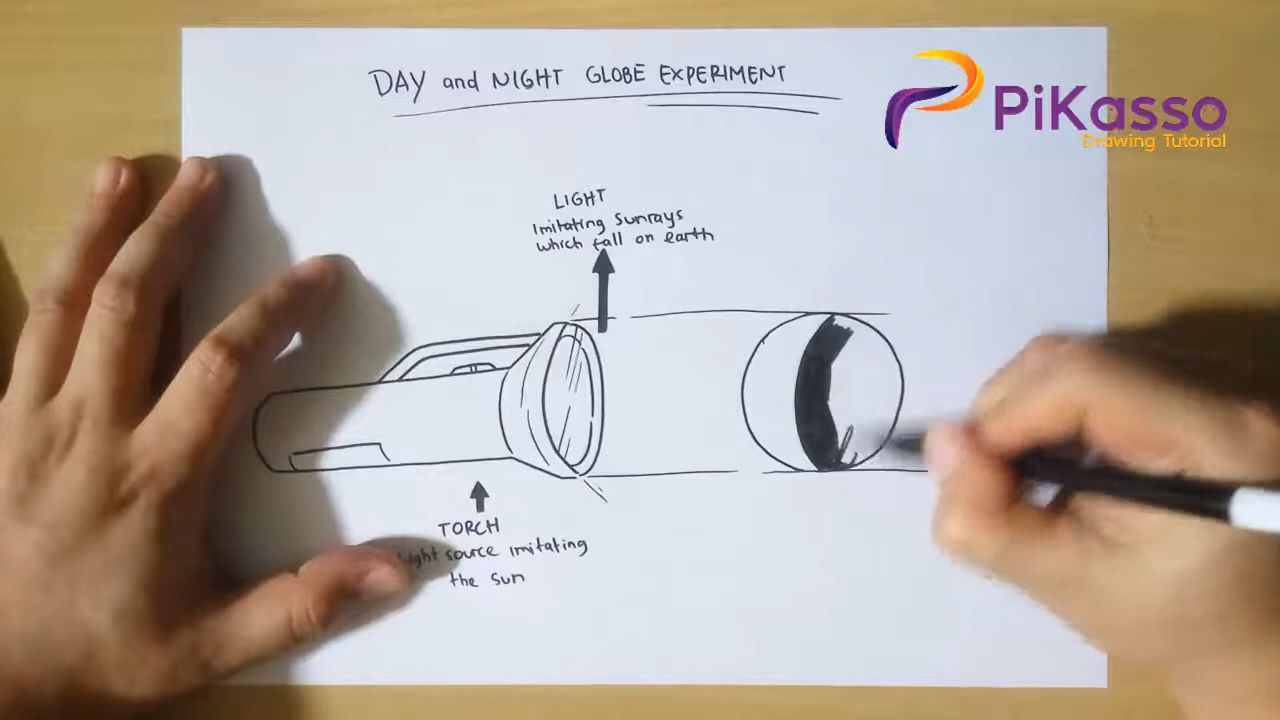 DAY and NIGHT GLOBE EXPERIMENT
PiKasso
Drawing Tutorial
LIGHT
Imitating Sunrays
which fall on earth
TORCH
light source imitating
the sun